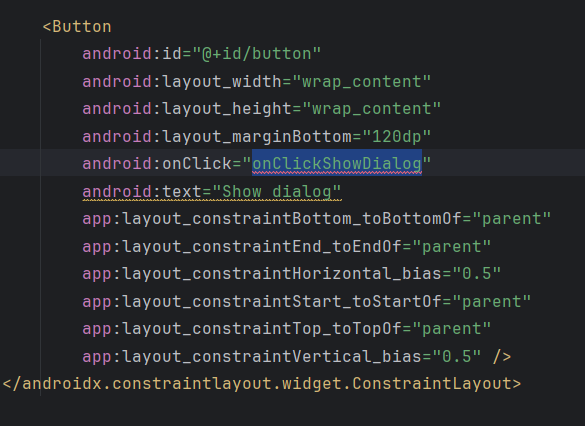 <Button
android:id="@+id/button"
android:layout_width="wrap_content"
android:layout_height="wrap_content"
android:layout_marginBottom="120dp"
android:onClick="onClickShowDialog"
android:text="Show dialog"
app:layout_constraintBottom_toBottomOf="parent"
app:layout_constraintEnd_toEndOf="parent"
app:layout_constraintHorizontal_bias="0.5"
app:layout_constraintStart_toStartOf="parent"
app:layout_constraintTop_toTopOf="parent"
app:layout_constraintVertical_bias="0.5" />
</androidx.constraintlayout.widget.ConstraintLayout>